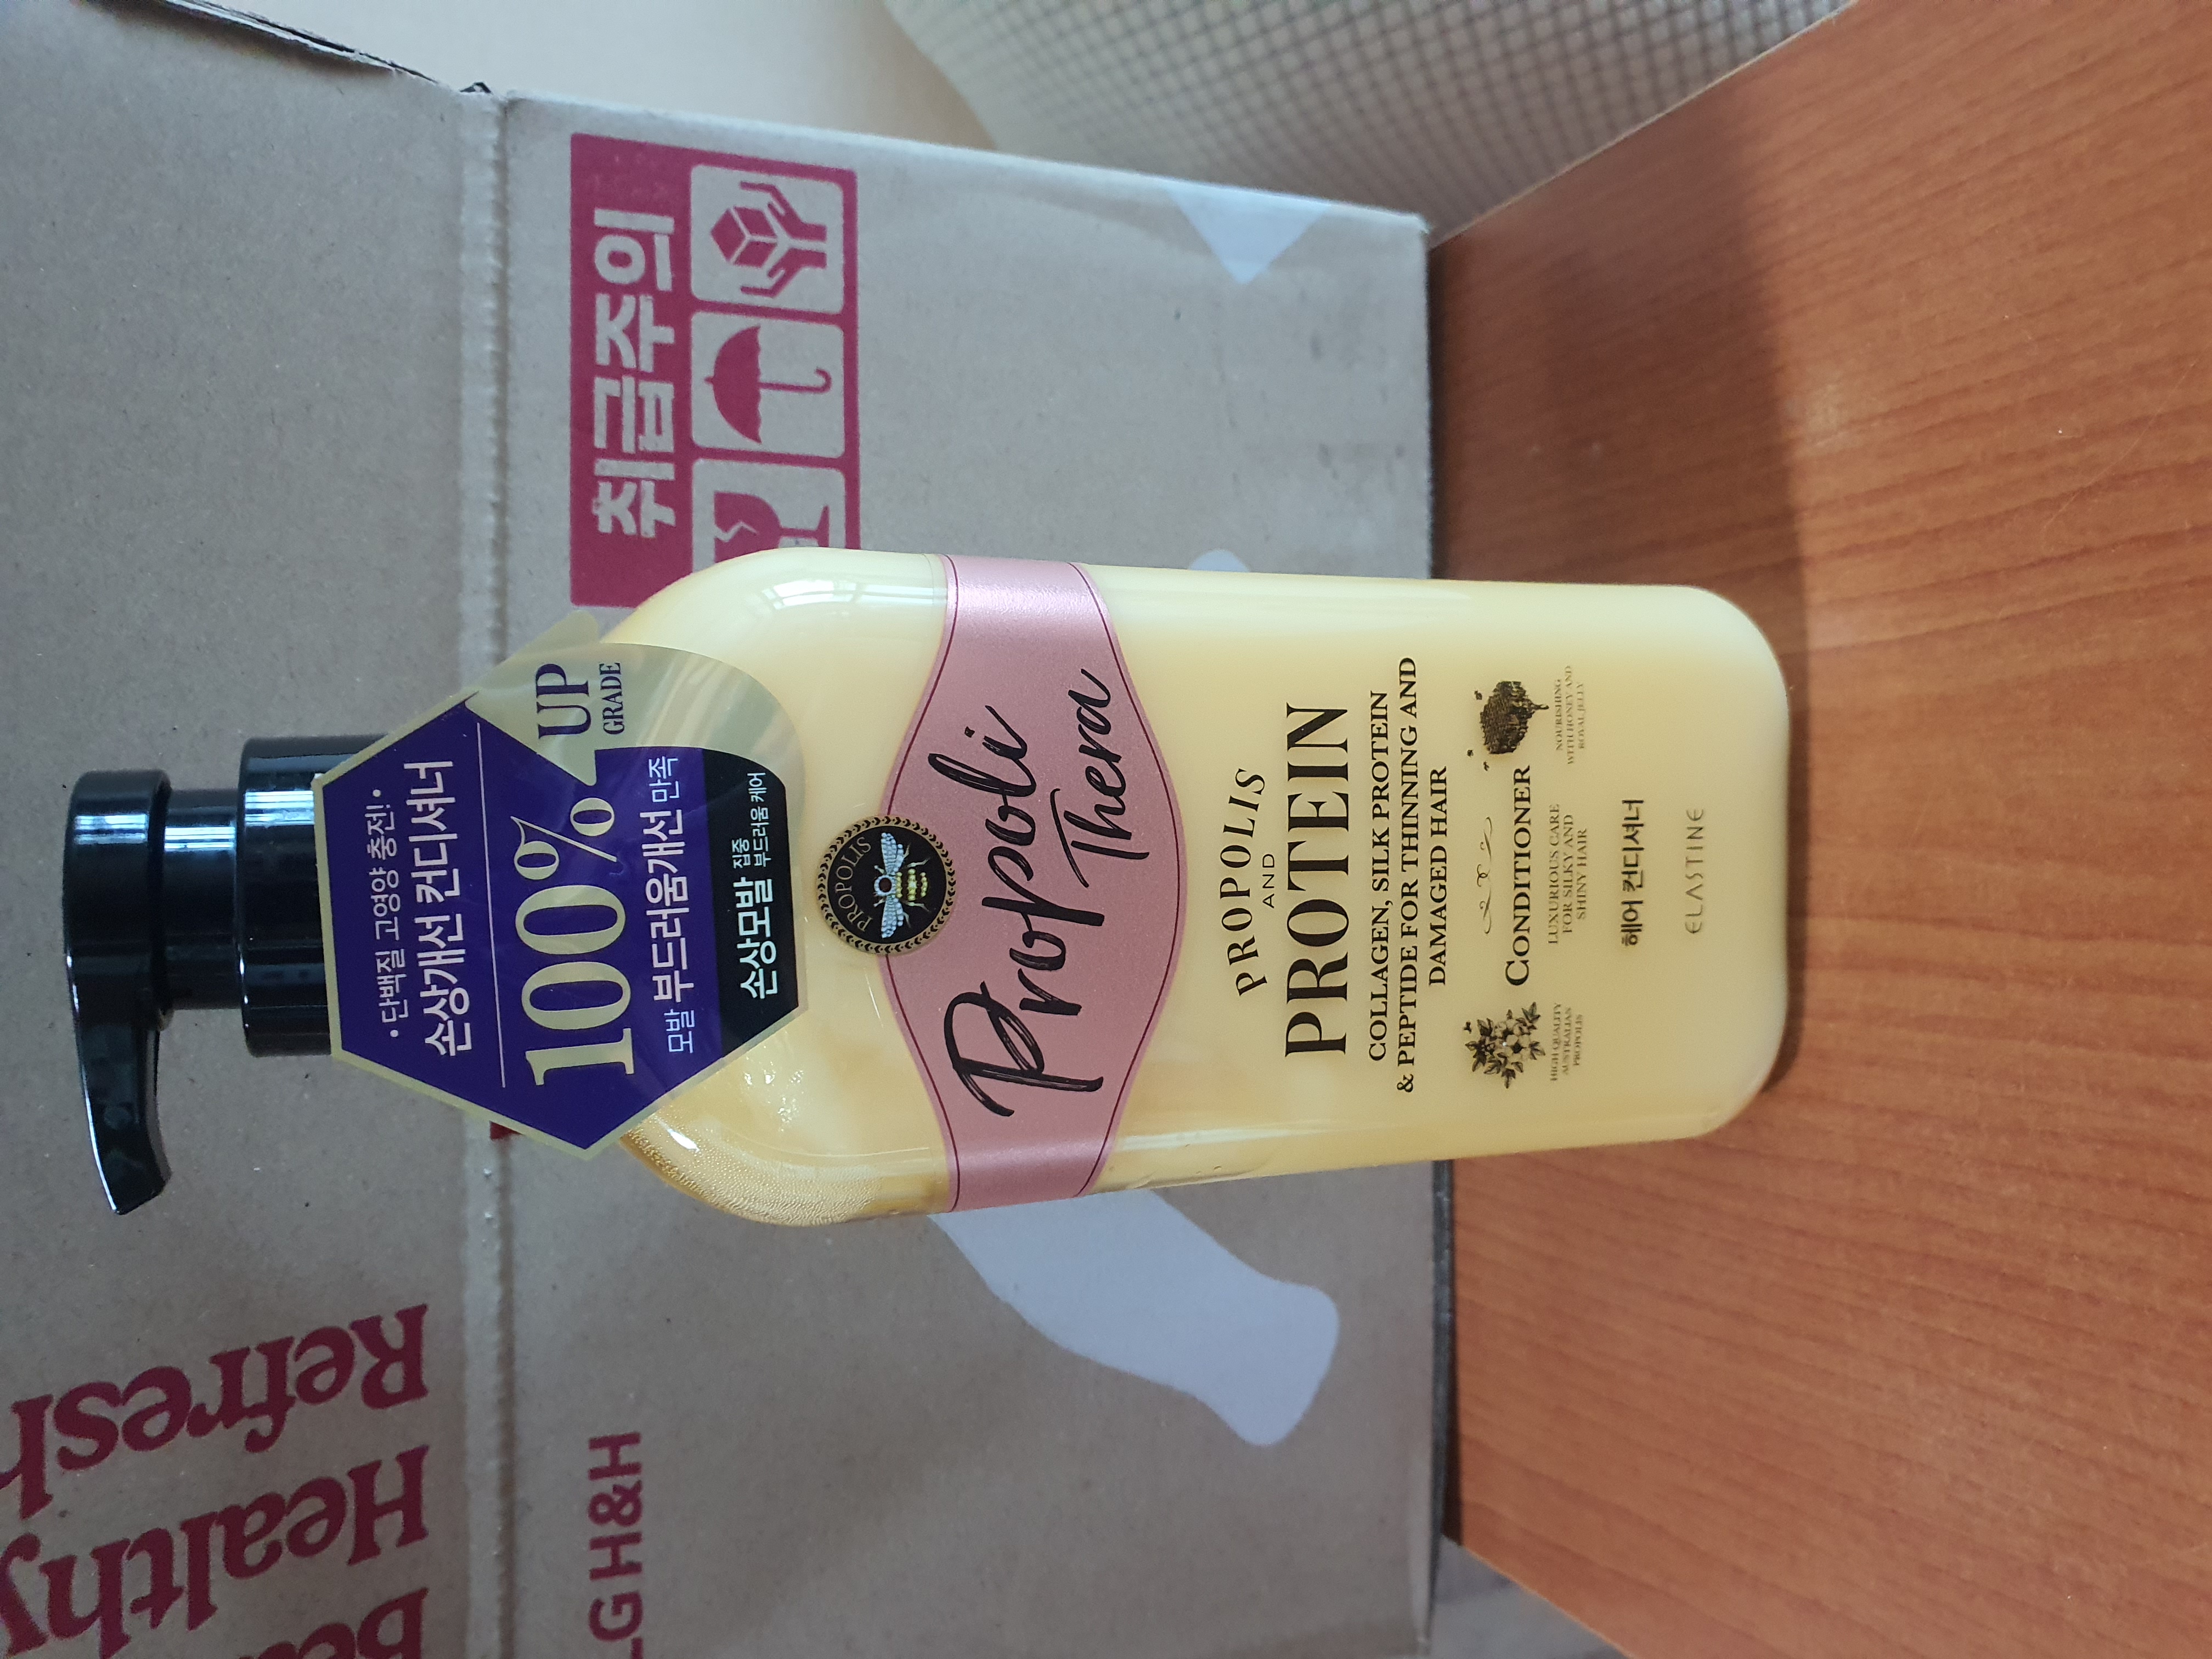 • 단백질 고영양 충전! •
손상개선 컨디셔너
100% UP
GRADE
모발 부드러움개선 만족
손상모발 집중
부드러움 케어
PROPOLIS
Propoli
Thera
PROPOLIS
AND
PROTEIN
COLLAGEN, SILK PROTEIN
& PEPTIDE FOR THINNING AND
DAMAGED HAIR
CONDITIONER
HIGH QUALITY
AUSTRALIAN
PROPOLIS
LUXURIOUS CARE
FOR SILKY AND
SHINY HAIR
NOURISHING
WITH HONEY AND
ROYAL JELLY
헤어 컨디셔너
ELASTINE
취급주의
LG H&H
Healthy
Refresh